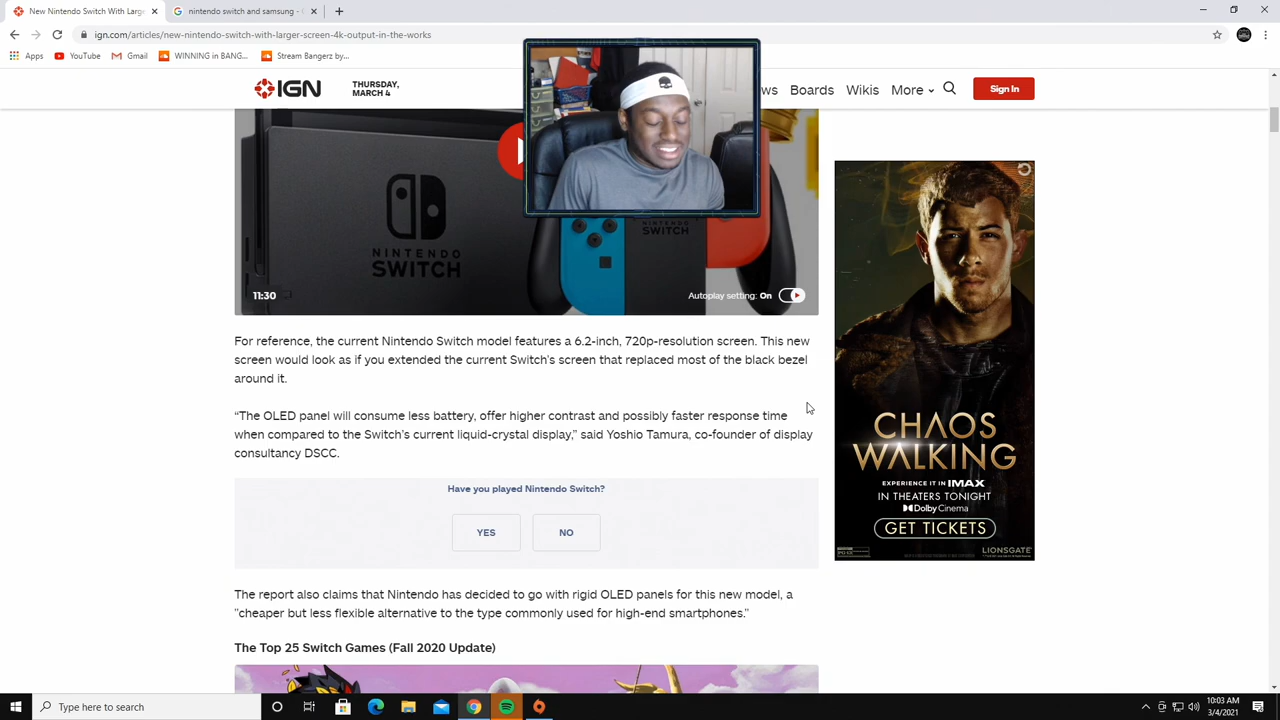 New Nintendo Switch With Large
nintendo - Google
ign.com/articles/new-nintendo-switch-with-larger-screen-4k-output-in-the-works
Apps YouTube Gmail WINNING in BANG... Stream Bangerz by...
IGN THURSDAY, MARCH 4 Boards Wikis More Sign In
NINTENDO
SWITCH
NINTENDO
SWITCH
11:30 Autoplay setting: On
For reference, the current Nintendo Switch model features a 6.2-inch, 720p-resolution screen. This new
screen would look as if you extended the current Switch's screen that replaced most of the black bezel
around it.
“The OLED panel will consume less battery, offer higher contrast and possibly faster response time
when compared to the Switch's current liquid-crystal display,” said Yoshio Tamura, co-founder of display
consultancy DSCC.
Have you played Nintendo Switch?
YES NO
The report also claims that Nintendo has decided to go with rigid OLED panels for this new model, a
"cheaper but less flexible alternative to the type commonly used for high-end smartphones."
The Top 25 Switch Games (Fall 2020 Update)
CHAOS
WALKING
EXPERIENCE IT IN IMAX
IN THEATERS TONIGHT
Dolby Cinema
GET TICKETS
LIONSGATE
Type here to search
10:03 AM
3/4/2021